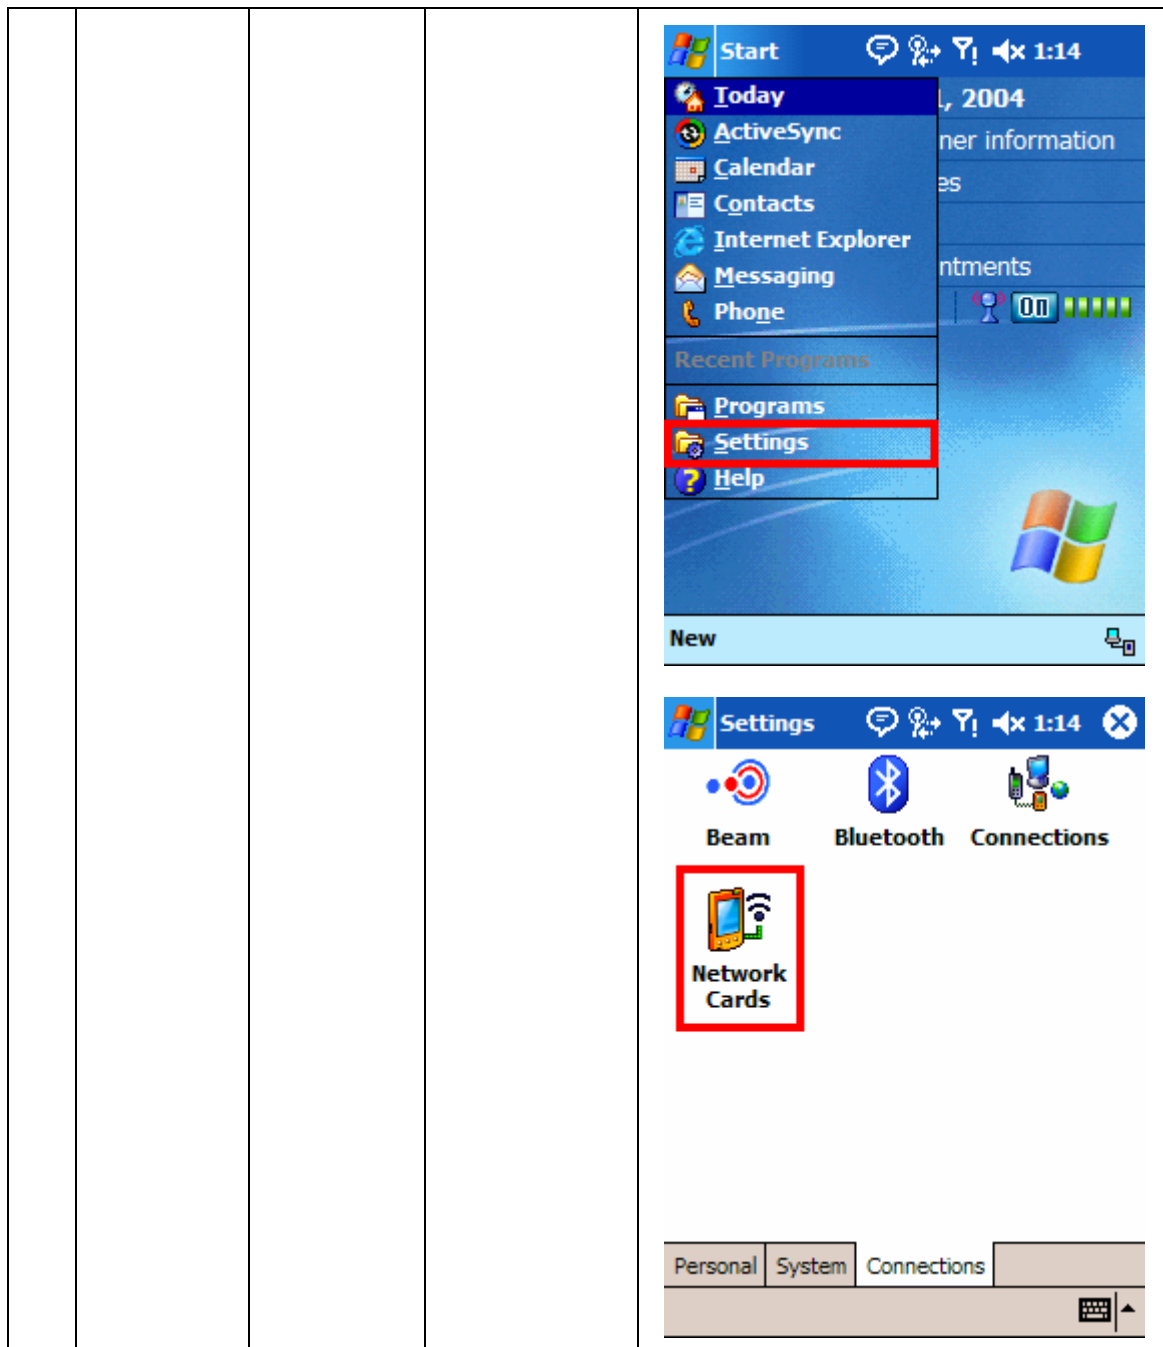 Start 1:14
Today
1, 2004
ActiveSync
ner information
Calendar
es
Contacts
Internet Explorer
Messaging
ntments
Phone
On
Recent Programs
Programs
Settings
Help
New
Settings 1:14
Beam Bluetooth Connections
Network
Cards
Personal System Connections